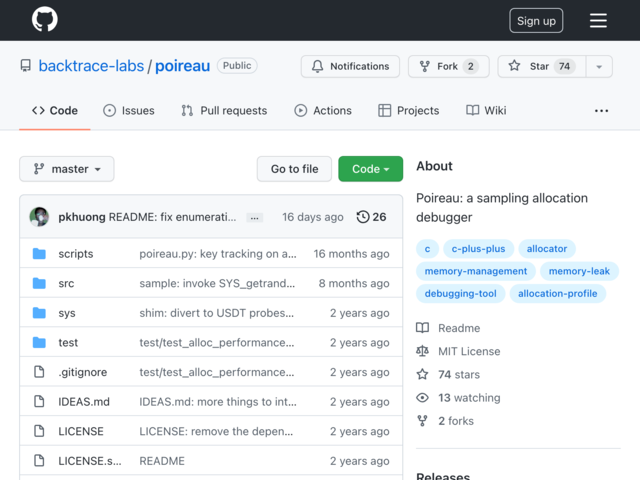 Sign up
backtrace-labs / poireau Public
Notifications
Fork 2
Star 74
Code
Issues
Pull requests
Actions
Projects
Wiki
master
Go to file
Code
About
Poireau: a sampling allocation
debugger
pkhuong README: fix enumerati... ... 16 days ago 26
c c-plus-plus allocator
memory-management memory-leak
debugging-tool allocation-profile
scripts poireau.py: key tracking on a... 16 months ago
src sample: invoke SYS_getrand... 8 months ago
sys shim: divert to USDT probes... 2 years ago
test test/test_alloc_performance... 2 years ago
.gitignore test/test_alloc_performance... 2 years ago
IDEAS.md IDEAS.md: more things to int... 2 years ago
LICENSE LICENSE: remove the depen... 2 years ago
LICENSE.s... README 2 years ago
Readme
MIT License
74 stars
13 watching
2 forks
Releases